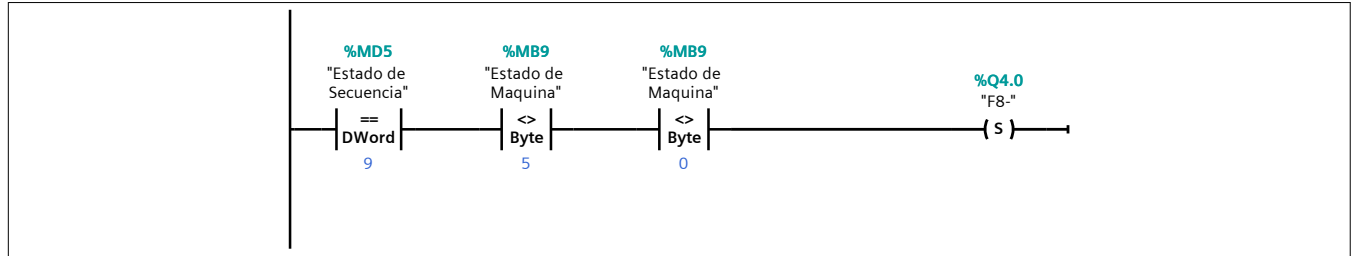 %MD5
"Estado de
Secuencia"
==
DWord
9
%MB9
"Estado de
Maquina"
<>
Byte
5
%MB9
"Estado de
Maquina"
<>
Byte
0
%Q4.0
"F8-"
S